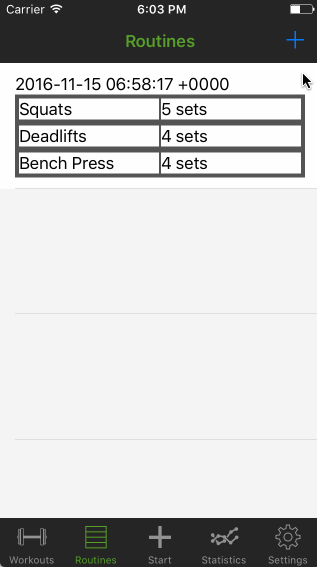 Carrier 6:03 PM
Routines +
2016-11-15 06:58:17 +0000
Squats 5 sets
Deadlifts 4 sets
Bench Press 4 sets
Workouts Routines Start Statistics Settings